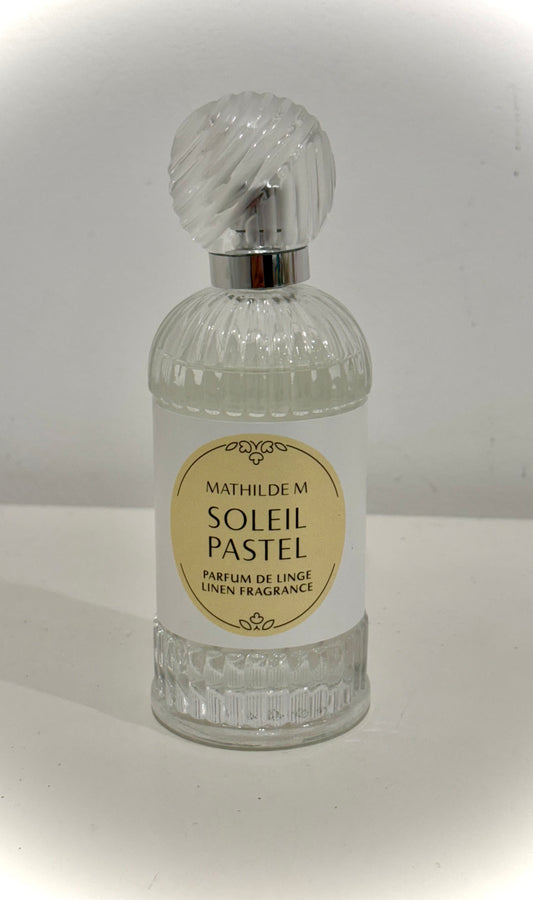 MATHILDE M
SOLEIL
PASTEL
PARFUM DE LINGE
LINEN FRAGRANCE